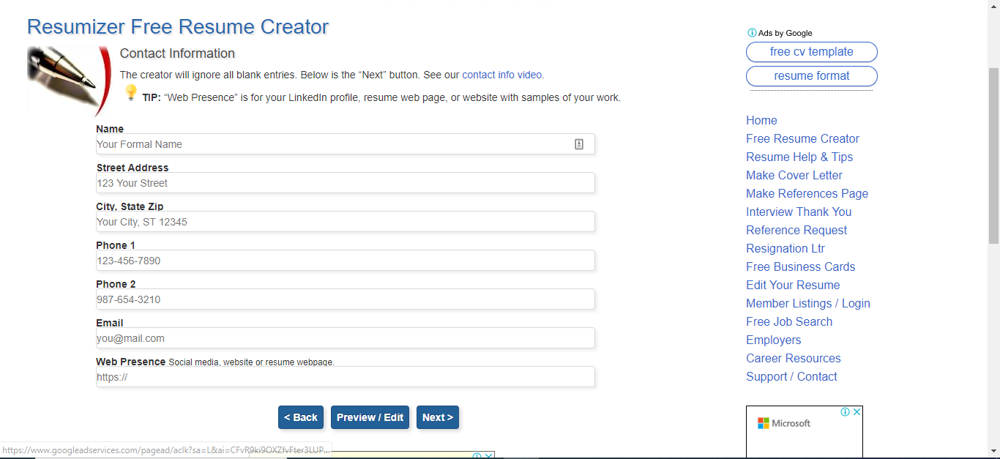 Resumizer Free Resume Creator
Contact Information
The creator will ignore all blank entries. Below is the “Next” button. See our contact info video.
TIP: “Web Presence” is for your LinkedIn profile, resume web page, or website with samples of your work.
Name
Your Formal Name
Street Address
123 Your Street
City, State Zip
Your City, ST 12345
Phone 1
123-456-7890
Phone 2
987-654-3210
Email
you@mail.com
Web Presence Social media, website or resume webpage.
https://
< Back
Preview / Edit
Next >
Ads by Google
free cv template
resume format
Home
Free Resume Creator
Resume Help & Tips
Make Cover Letter
Make References Page
Interview Thank You
Reference Request
Resignation Ltr
Free Business Cards
Edit Your Resume
Member Listings / Login
Free Job Search
Employers
Career Resources
Support / Contact
Microsoft
https://www.googleadservices.com/pagead/aclk?sa=L&ai=CFvR9ki9OXZfvFter3LUP...